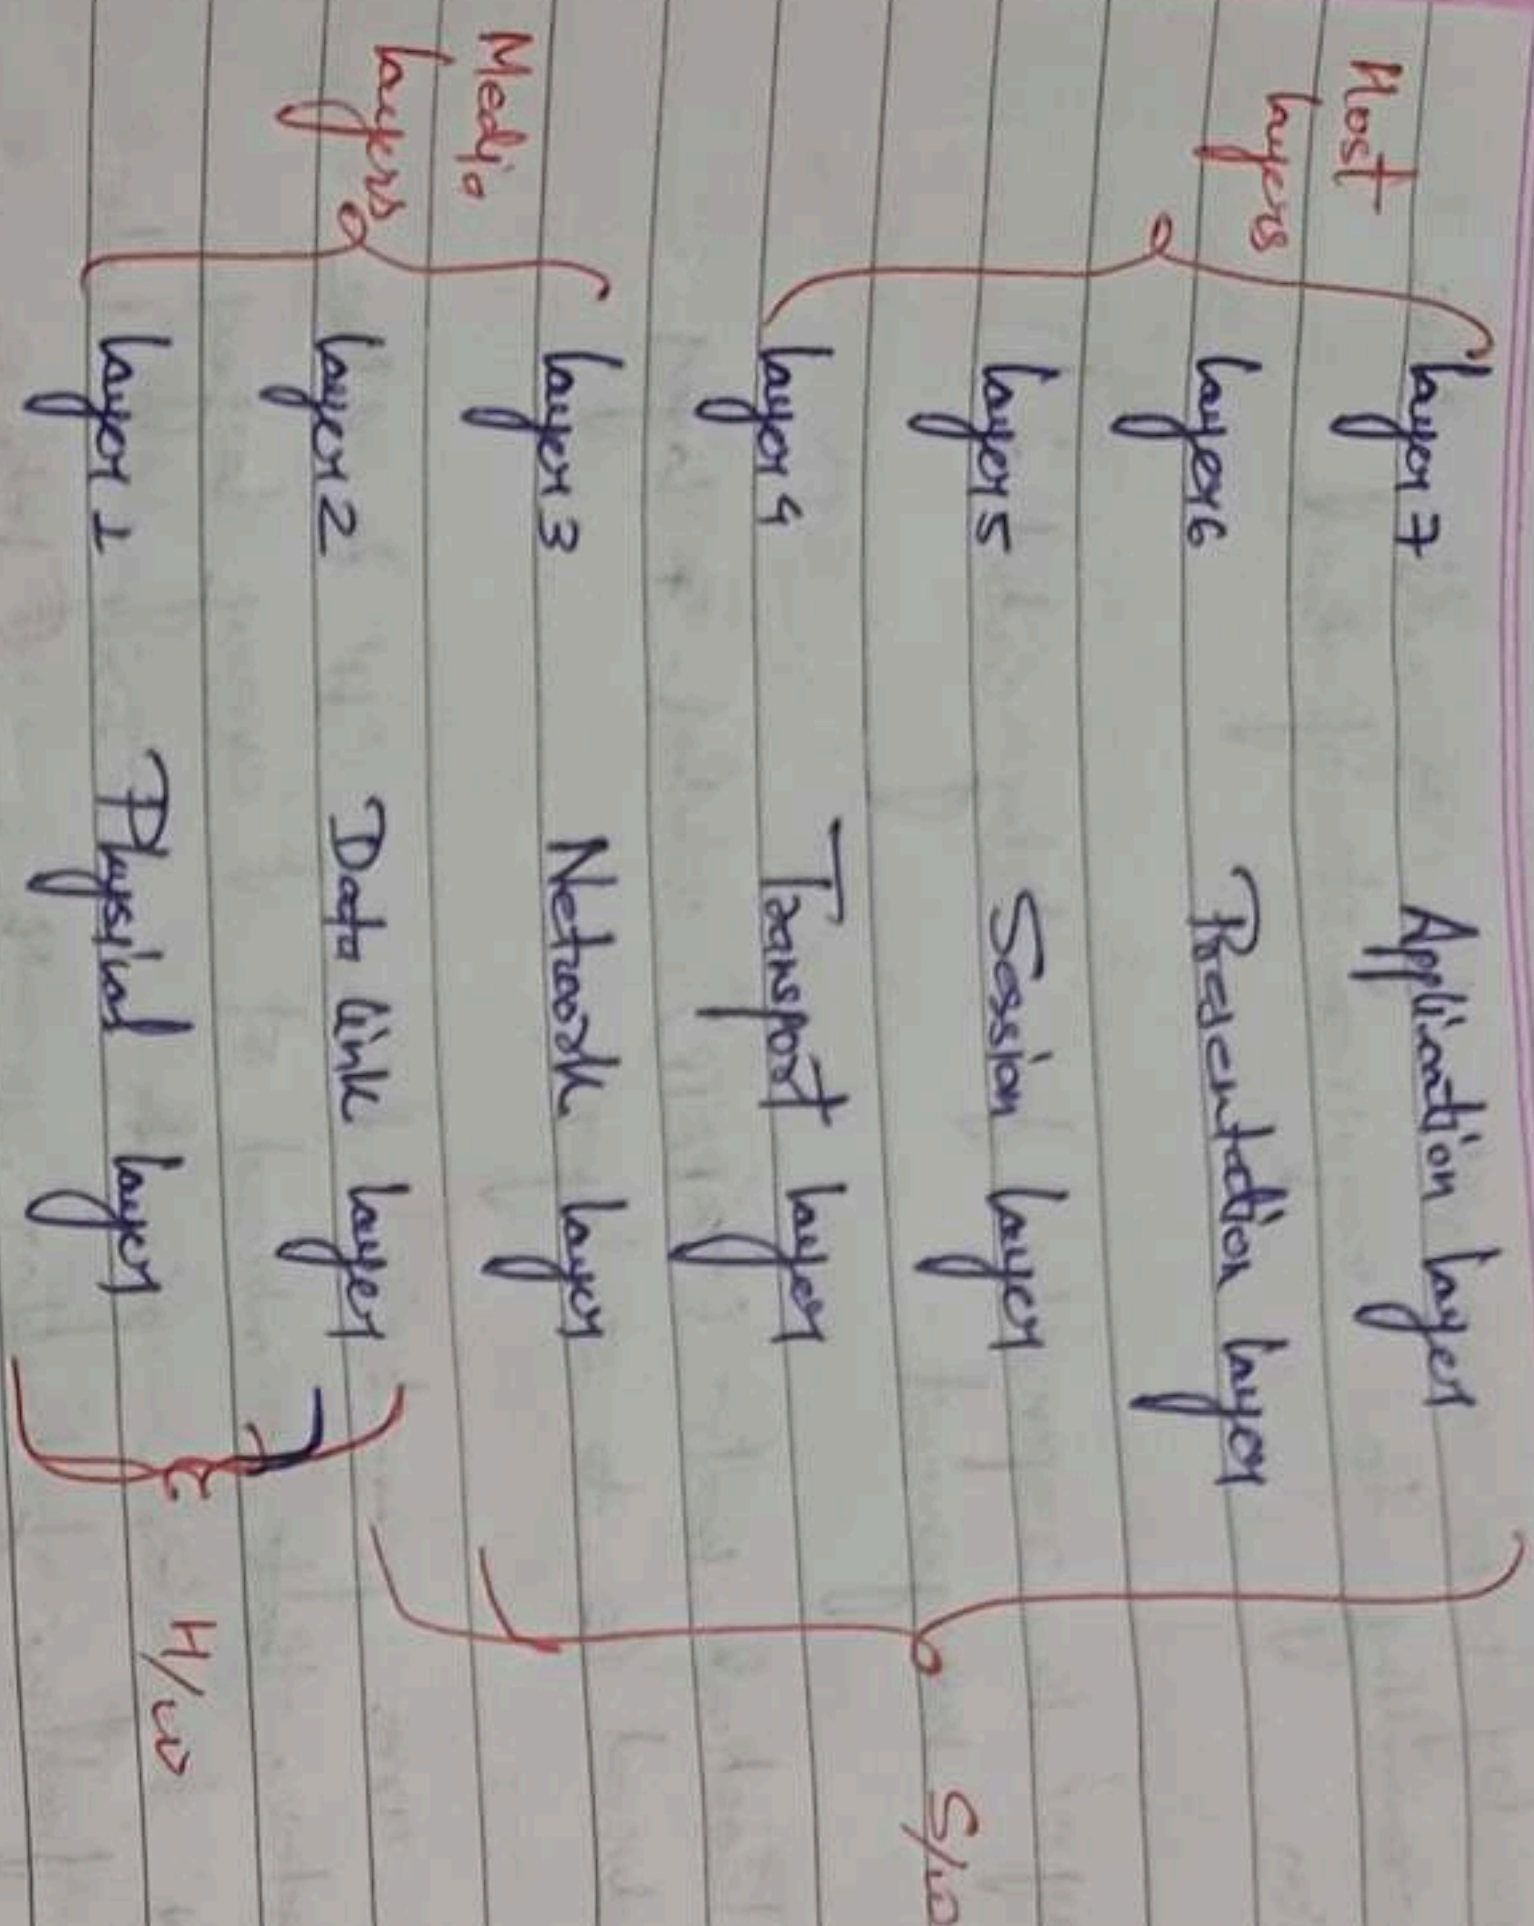 Host
layers
Layer 7 Application layer
Layer 6 Presentation layer
Layer 5 Session layer
S/w
Layer 4 Transport layer
Media
layers
Layer 3 Network layer
Layer 2 Data link layer
H/w
Layer 1 Physical layer